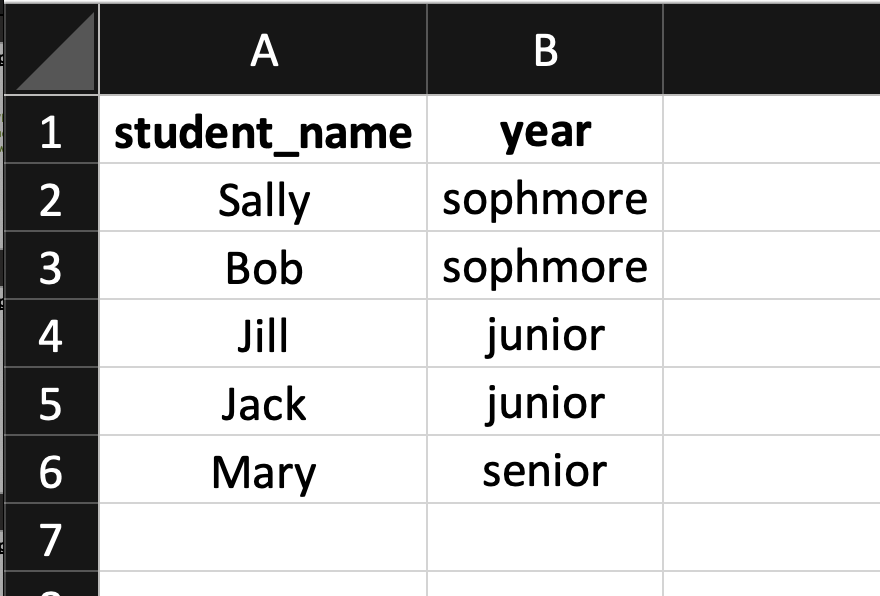 A B
1 student_name year
2 Sally sophmore
3 Bob sophmore
4 Jill junior
5 Jack junior
6 Mary senior
7